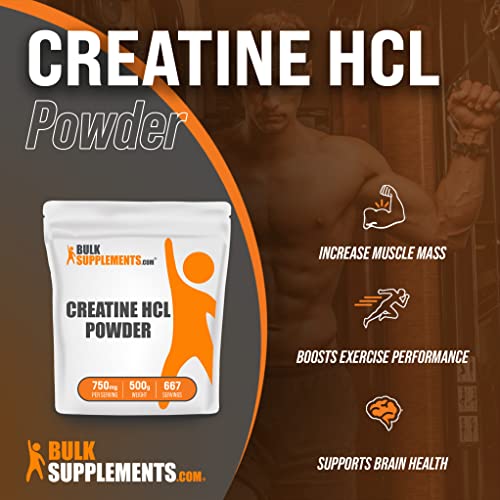 CREATINE HCL
Powder
BULK
SUPPLEMENTS.COM®
CREATINE HCL
POWDER
750mg
PER SERVING
500g
WEIGHT
667
SERVINGS
INCREASE MUSCLE MASS
BOOSTS EXERCISE PERFORMANCE
SUPPORTS BRAIN HEALTH
BULK
SUPPLEMENTS.COM®